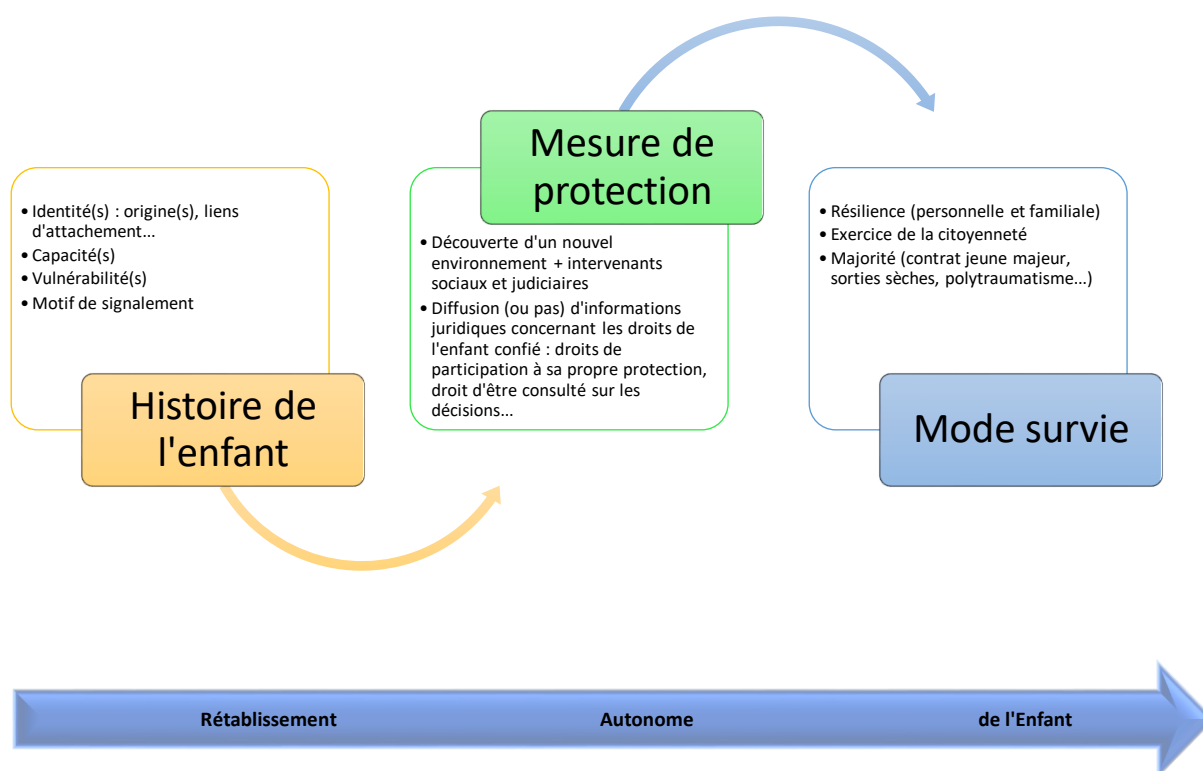 • Identité(s) : origine(s), liens
d'attachement...
• Capacité(s)
• Vulnérabilité(s)
• Motif de signalement
Histoire de
l'enfant
Mesure de
protection
• Découverte d'un nouvel
environnement + intervenants
sociaux et judiciaires
• Diffusion (ou pas) d'informations
juridiques concernant les droits de
l'enfant confié : droits de
participation à sa propre protection,
droit d'être consulté sur les
décisions...
• Résilience (personnelle et familiale)
• Exercice de la citoyenneté
• Majorité (contrat jeune majeur,
sorties sèches, polytraumatisme...)
Mode survie
Rétablissement Autonome de l'Enfant